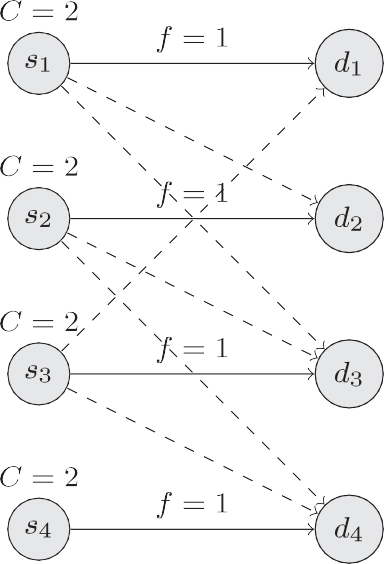 C = 2
f = 1
s1 d1
C = 2
f = 1
s2 d2
C = 2
f = 1
s3 d3
C = 2
f = 1
s4 d4